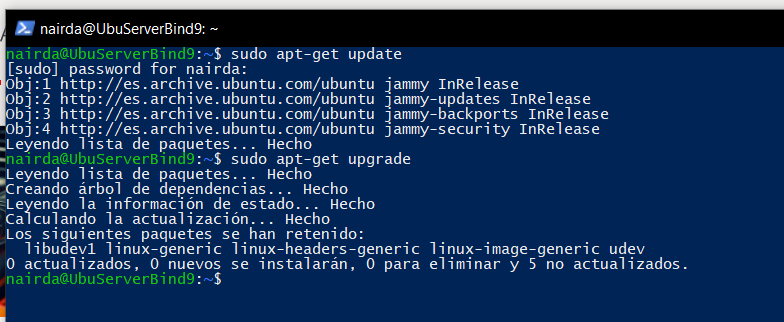 nairda@UbuServerBind9: ~
nairda@UbuServerBind9:~$ sudo apt-get update
[sudo] password for nairda:
Obj:1 http://es.archive.ubuntu.com/ubuntu jammy InRelease
Obj:2 http://es.archive.ubuntu.com/ubuntu jammy-updates InRelease
Obj:3 http://es.archive.ubuntu.com/ubuntu jammy-backports InRelease
Obj:4 http://es.archive.ubuntu.com/ubuntu jammy-security InRelease
Leyendo lista de paquetes... Hecho
nairda@UbuServerBind9:~$ sudo apt-get upgrade
Leyendo lista de paquetes... Hecho
Creando árbol de dependencias... Hecho
Leyendo la información de estado... Hecho
Calculando la actualización... Hecho
Los siguientes paquetes se han retenido:
  libudev1 linux-generic linux-headers-generic linux-image-generic udev
0 actualizados, 0 nuevos se instalarán, 0 para eliminar y 5 no actualizados.
nairda@UbuServerBind9:~$